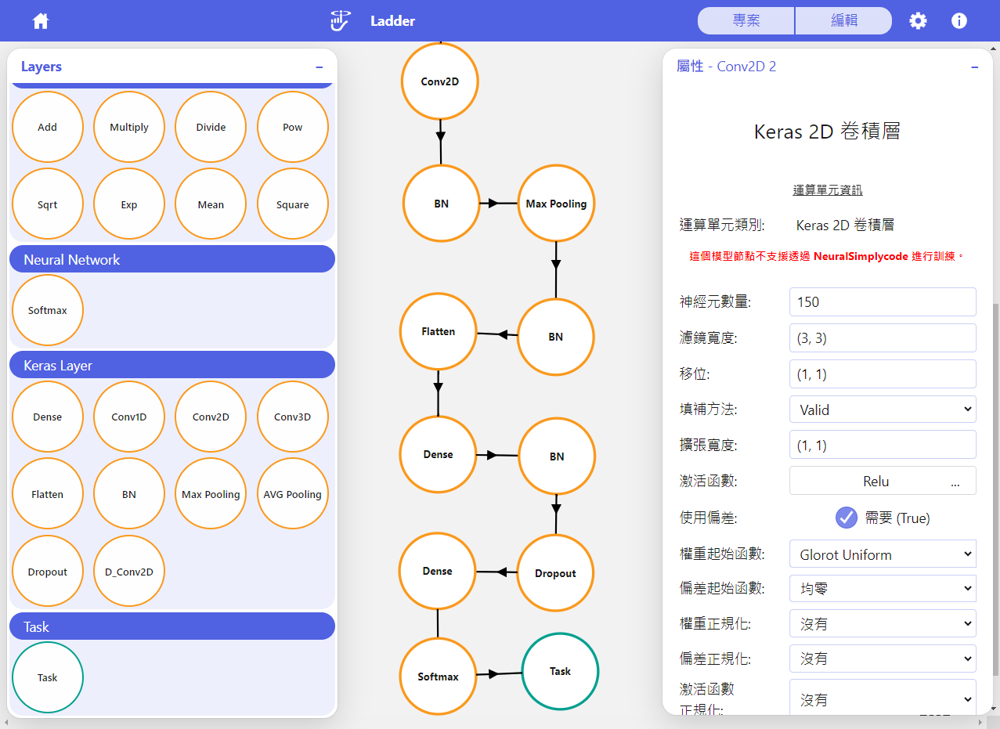 Ladder
專案
編輯
Layers
Add
Multiply
Divide
Pow
Sqrt
Exp
Mean
Square
Neural Network
Softmax
Keras Layer
Dense
Conv1D
Conv2D
Conv3D
Flatten
BN
Max Pooling
AVG Pooling
Dropout
D_Conv2D
Task
Task
Conv2D
BN
Max Pooling
Flatten
BN
Dense
BN
Dense
Dropout
Softmax
Task
屬性 - Conv2D 2
Keras 2D 卷積層
運算單元資訊
運算單元類別: Keras 2D 卷積層
這個模型節點不支援透過 NeuralSimplycode 進行訓練。
神經元數量: 150
濾鏡寬度: (3, 3)
移位: (1, 1)
填補方法: Valid
擴張寬度: (1, 1)
激活函數: Relu ...
使用偏差: 需要 (True)
權重起始函數: Glorot Uniform
偏差起始函數: 均零
權重正規化: 沒有
偏差正規化: 沒有
激活函數
正規化: 沒有